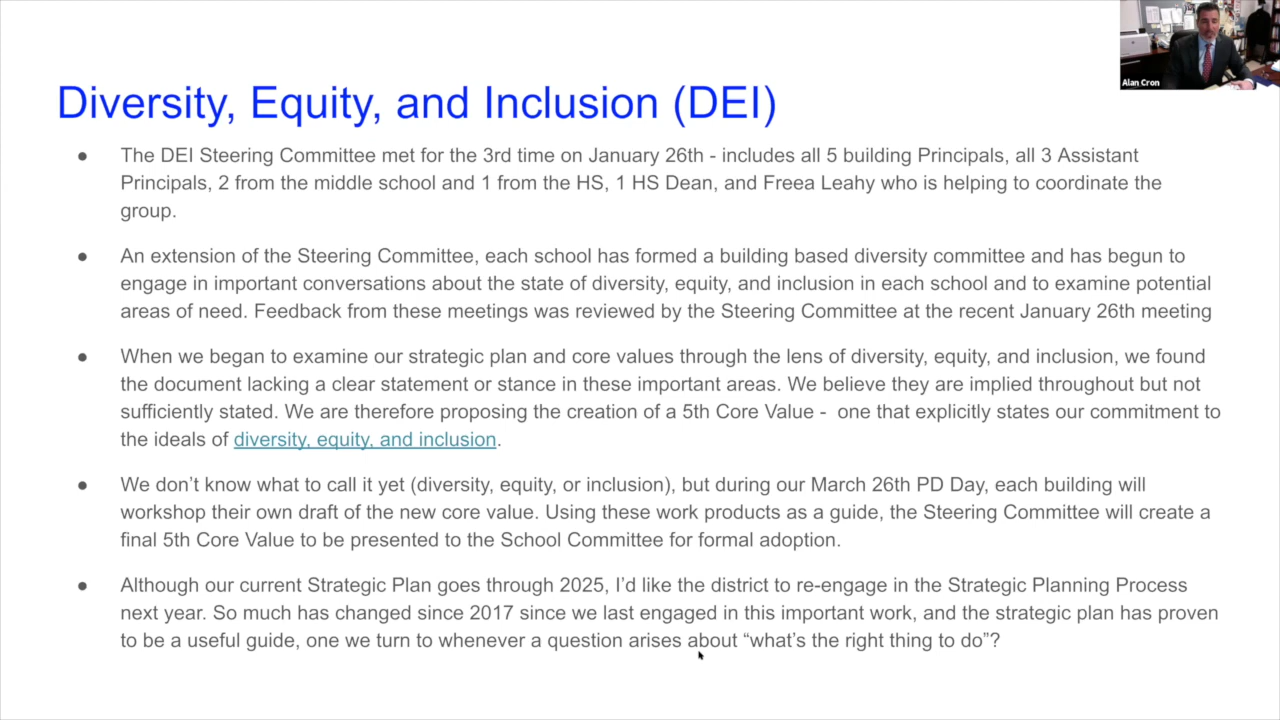 Alan Cron
Diversity, Equity, and Inclusion (DEI)
● The DEI Steering Committee met for the 3rd time on January 26th - includes all 5 building Principals, all 3 Assistant
Principals, 2 from the middle school and 1 from the HS, 1 HS Dean, and Freea Leahy who is helping to coordinate the
group.
● An extension of the Steering Committee, each school has formed a building based diversity committee and has begun to
engage in important conversations about the state of diversity, equity, and inclusion in each school and to examine potential
areas of need. Feedback from these meetings was reviewed by the Steering Committee at the recent January 26th meeting
● When we began to examine our strategic plan and core values through the lens of diversity, equity, and inclusion, we found
the document lacking a clear statement or stance in these important areas. We believe they are implied throughout but not
sufficiently stated. We are therefore proposing the creation of a 5th Core Value - one that explicitly states our commitment to
the ideals of diversity, equity, and inclusion.
● We don’t know what to call it yet (diversity, equity, or inclusion), but during our March 26th PD Day, each building will
workshop their own draft of the new core value. Using these work products as a guide, the Steering Committee will create a
final 5th Core Value to be presented to the School Committee for formal adoption.
● Although our current Strategic Plan goes through 2025, I’d like the district to re-engage in the Strategic Planning Process
next year. So much has changed since 2017 since we last engaged in this important work, and the strategic plan has proven
to be a useful guide, one we turn to whenever a question arises about “what’s the right thing to do”?